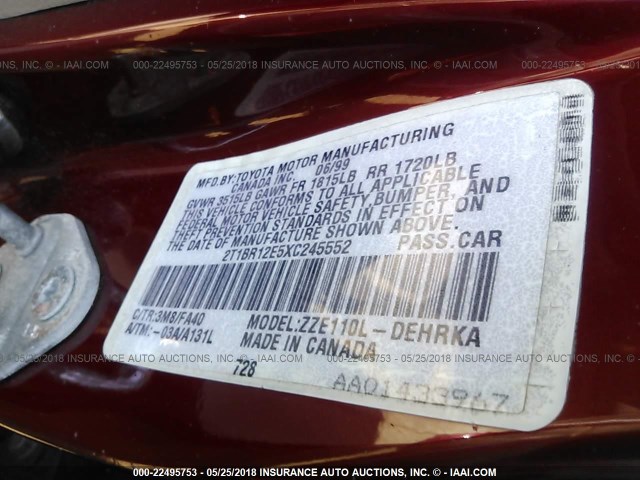 000-22495753 - 05/25/2018 INSURANCE AUTO AUCTIONS, INC. - IAAI.COM
MFD.BY:TOYOTA MOTOR MANUFACTURING
CANADA INC. 06/99
GVWR 3515LB GAWR FR 1815LB RR 1720LB
THIS VEHICLE CONFORMS TO ALL APPLICABLE
FEDERAL MOTOR VEHICLE SAFETY, BUMPER, AND
THEFT PREVENTION STANDARDS IN EFFECT ON
THE DATE OF MANUFACTURE SHOWN ABOVE.
2T1BR12E5XC245552 PASS.CAR
C/TR:3M8/FA40 MODEL:ZZE110L-DEHRKA
A/TM:-03A/A131L MADE IN CANADA
T28 AA01433967
000-22495753 - 05/25/2018 INSURANCE AUTO AUCTIONS, INC. - IAAI.COM